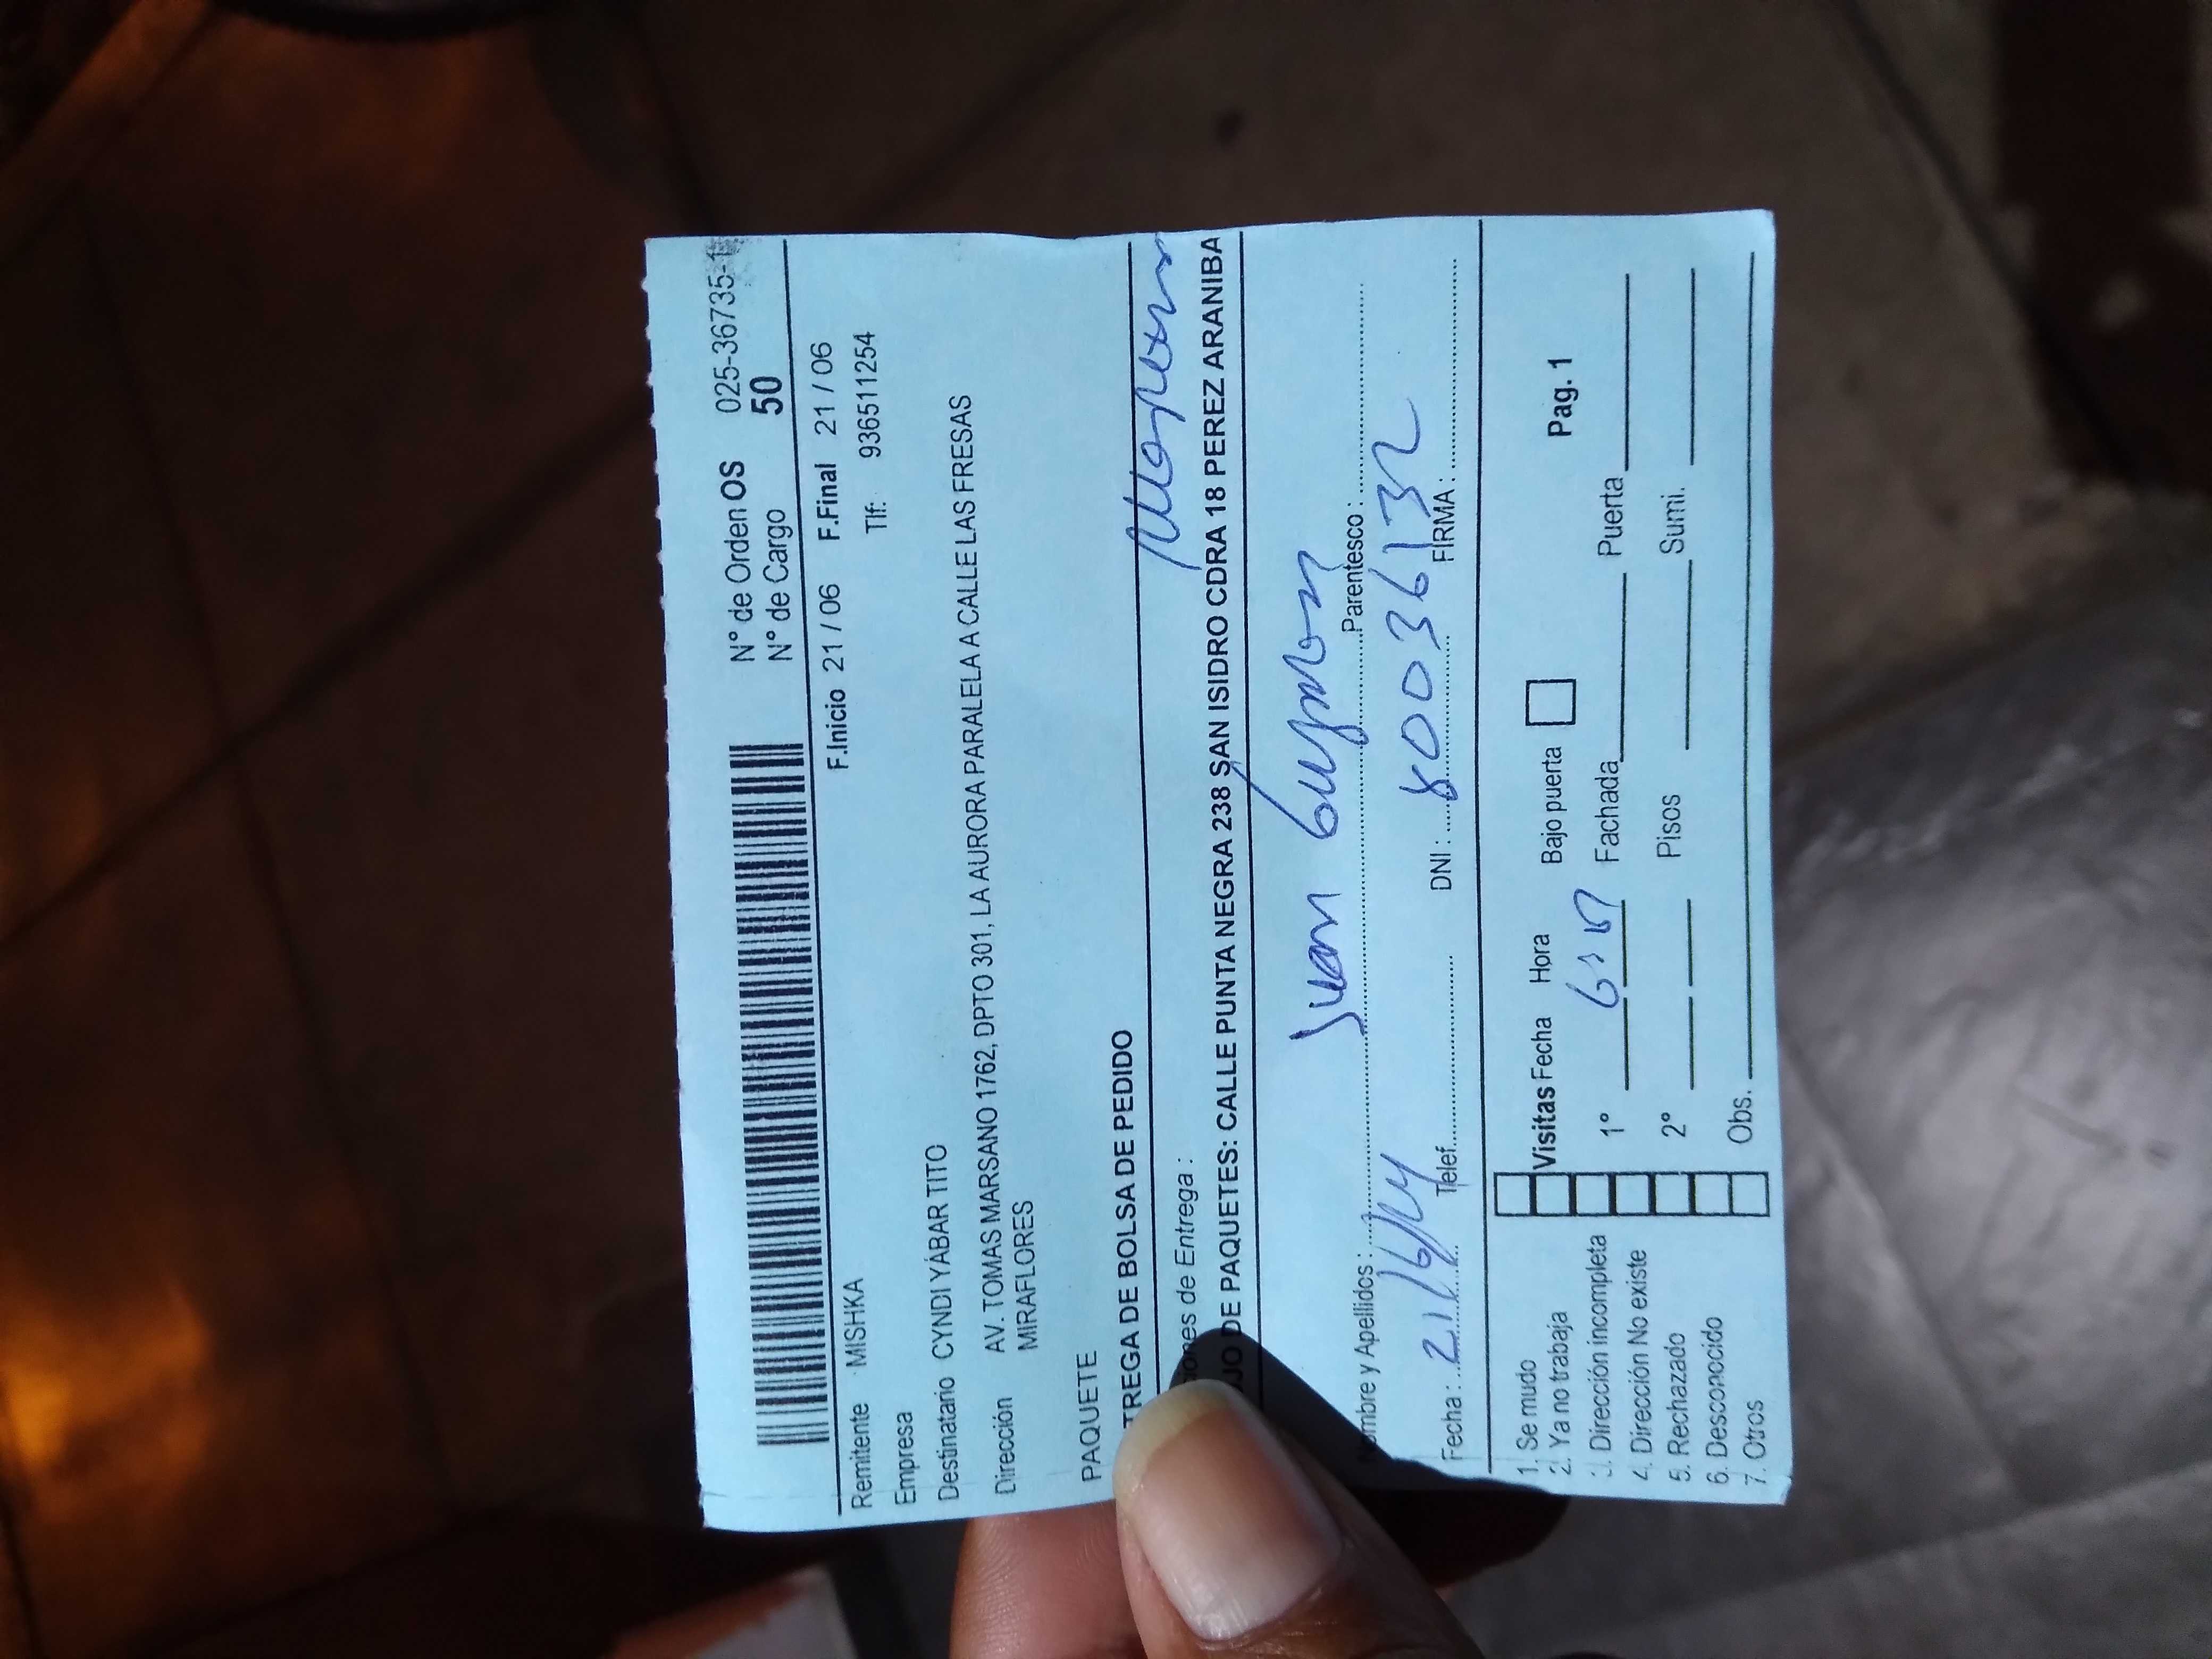 N° de Orden OS 025-36735-1
N° de Cargo 50
F.Inicio 21 / 06 F.Final 21 / 06
Remitente MISHKA Tlf: 936511254
Empresa
Destinatario CYNDI YÁBAR TITO
Dirección AV. TOMAS MARSANO 1762, DPTO 301, LA AURORA PARALELA A CALLE LAS FRESAS
MIRAFLORES
PAQUETE
TREGA DE BOLSA DE PEDIDO
iones de Entrega :
JO DE PAQUETES: CALLE PUNTA NEGRA 238 SAN ISIDRO CDRA 18 PEREZ ARANIBA
Juan Guzman
Nombre y Apellidos : Parentesco :
Fecha : 21/6/24 Telef. DNI : 80036132 FIRMA :
1. Se mudo
2. Ya no trabaja Visitas Fecha Hora Bajo puerta Pag. 1
3. Dirección incompleta 1° Fachada Puerta
4. Dirección No existe
5. Rechazado 2° Pisos Sumi.
6. Desconocido
7. Otros Obs.